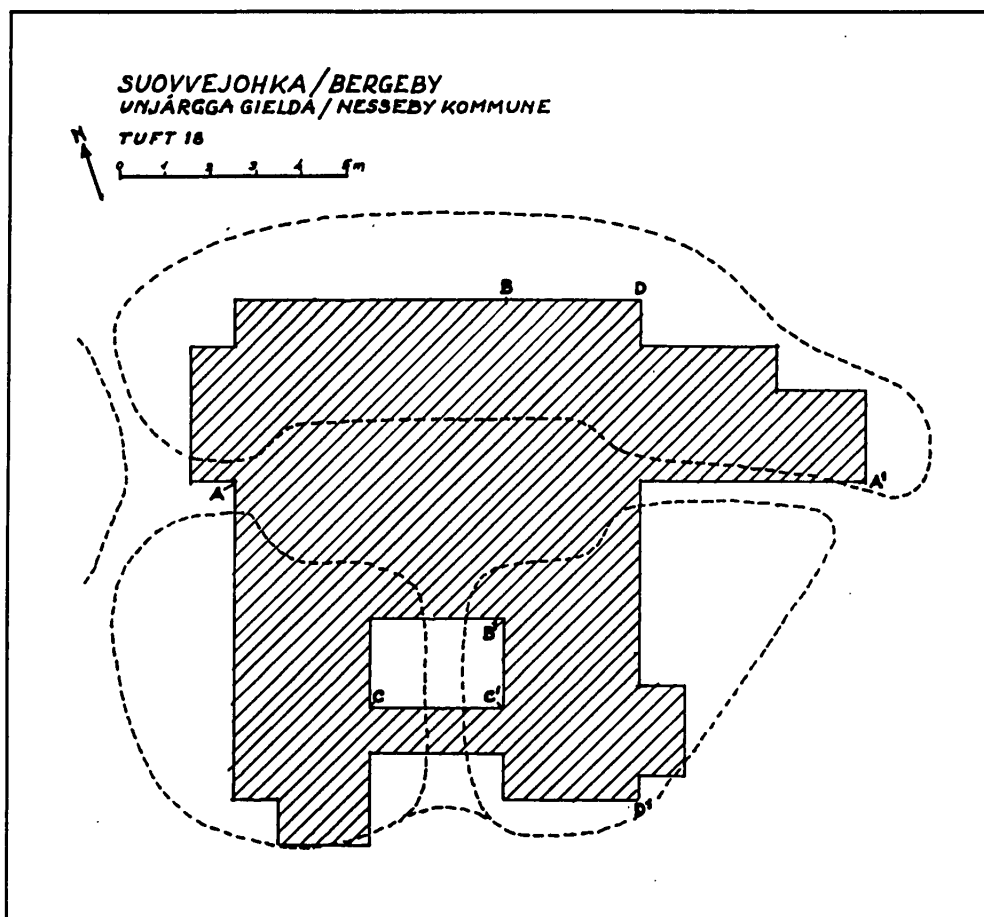 SUOVVEJOHKA/BERGEBY
UNJÁRGGA GIELDA/NESSEBY KOMMUNE
N
TUFT 18
0 1 2 3 4 5 m
B D
A A'
B'
C C'
D'